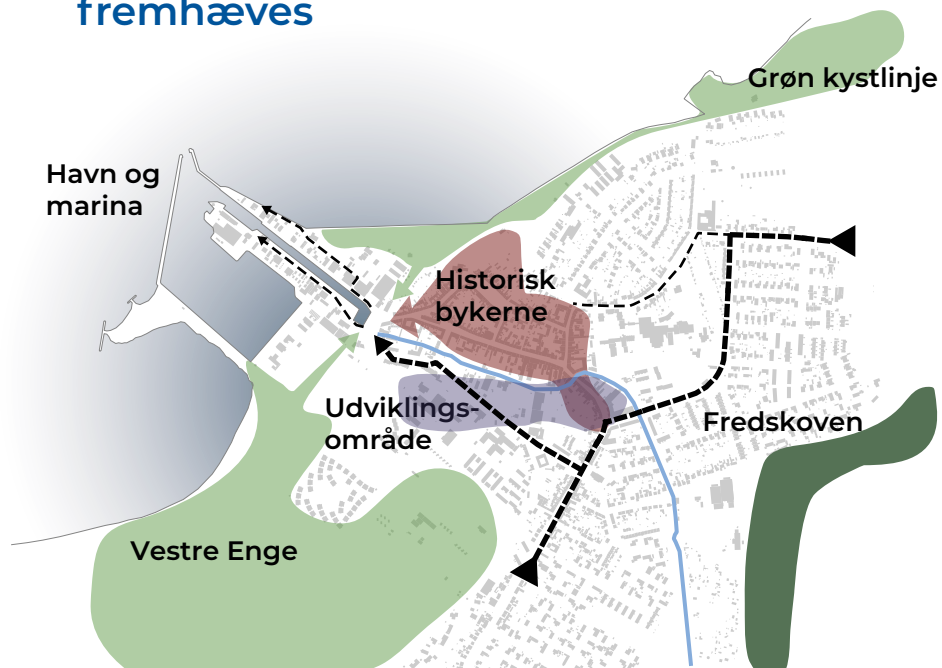 fremhæves
Grøn kystlinje
Havn og
marina
Historisk
bykerne
Udviklings-
område
Fredskoven
Vestre Enge